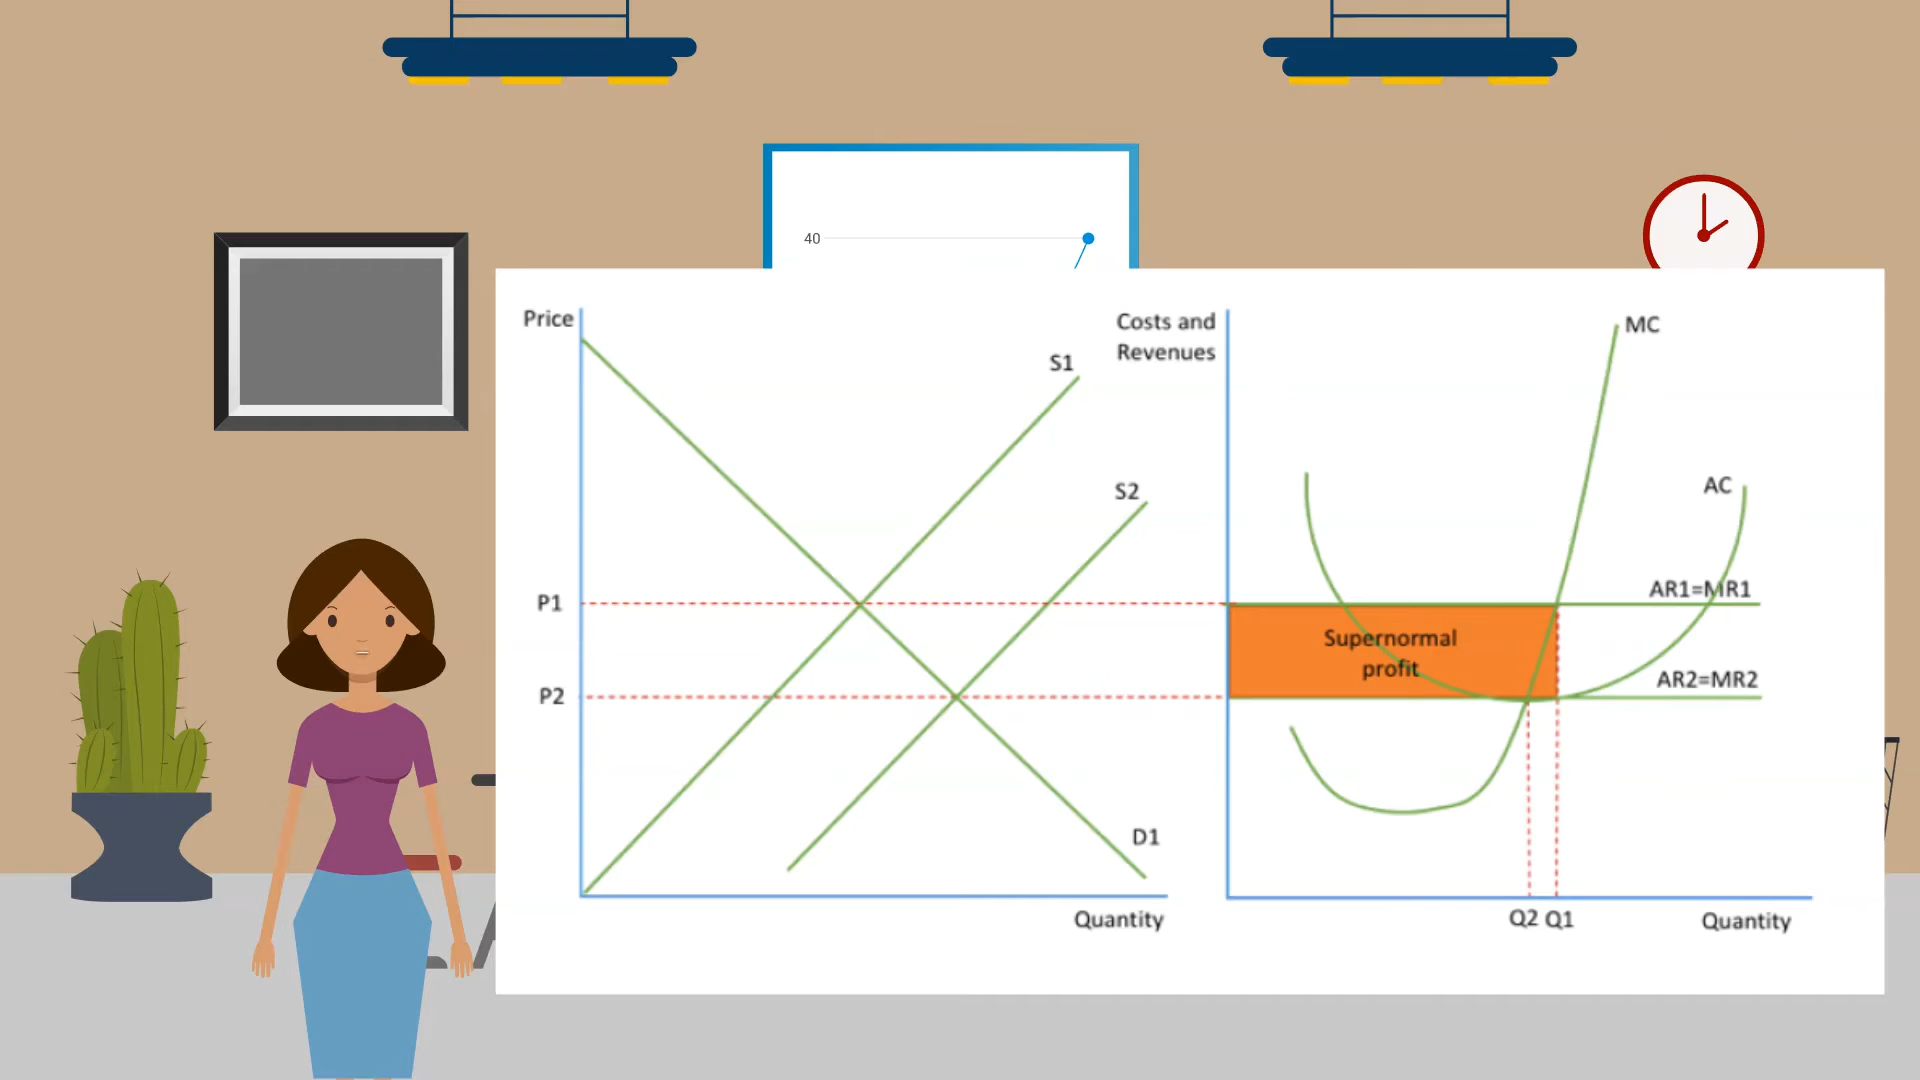 40
Price
S1
S2
P1
P2
D1
Quantity
Costs and
Revenues
MC
AC
AR1=MR1
Supernormal
profit
AR2=MR2
Q2 Q1
Quantity